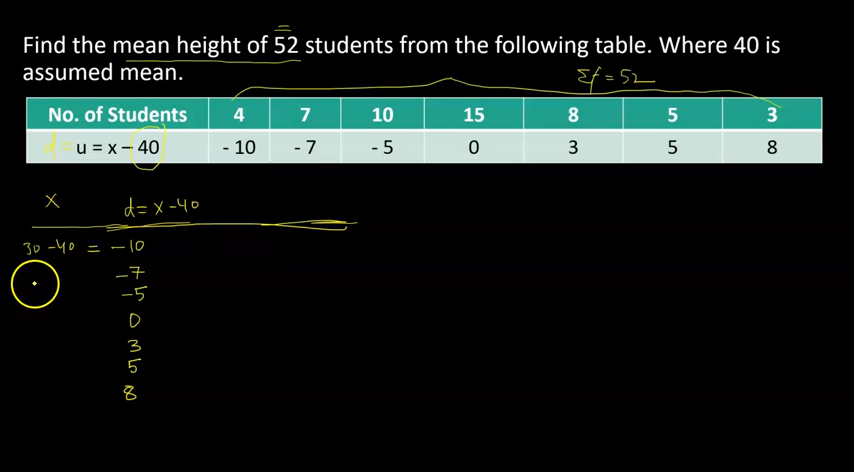 Find the mean height of 52 students from the following table. Where 40 is
assumed mean.
Σf = 52
No. of Students 4 7 10 15 8 5 3
d = u = x – 40 - 10 - 7 - 5 0 3 5 8
x d = x - 40
30 - 40 = -10
-7
-5
0
3
5
8